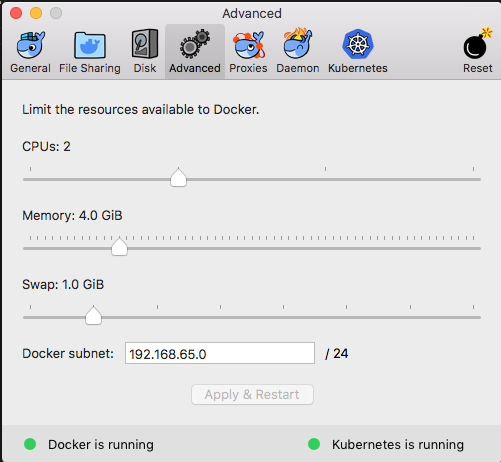 Advanced
General File Sharing Disk Advanced Proxies Daemon Kubernetes Reset
Limit the resources available to Docker.
CPUs: 2
Memory: 4.0 GiB
Swap: 1.0 GiB
Docker subnet: 192.168.65.0 / 24
Apply & Restart
Docker is running Kubernetes is running